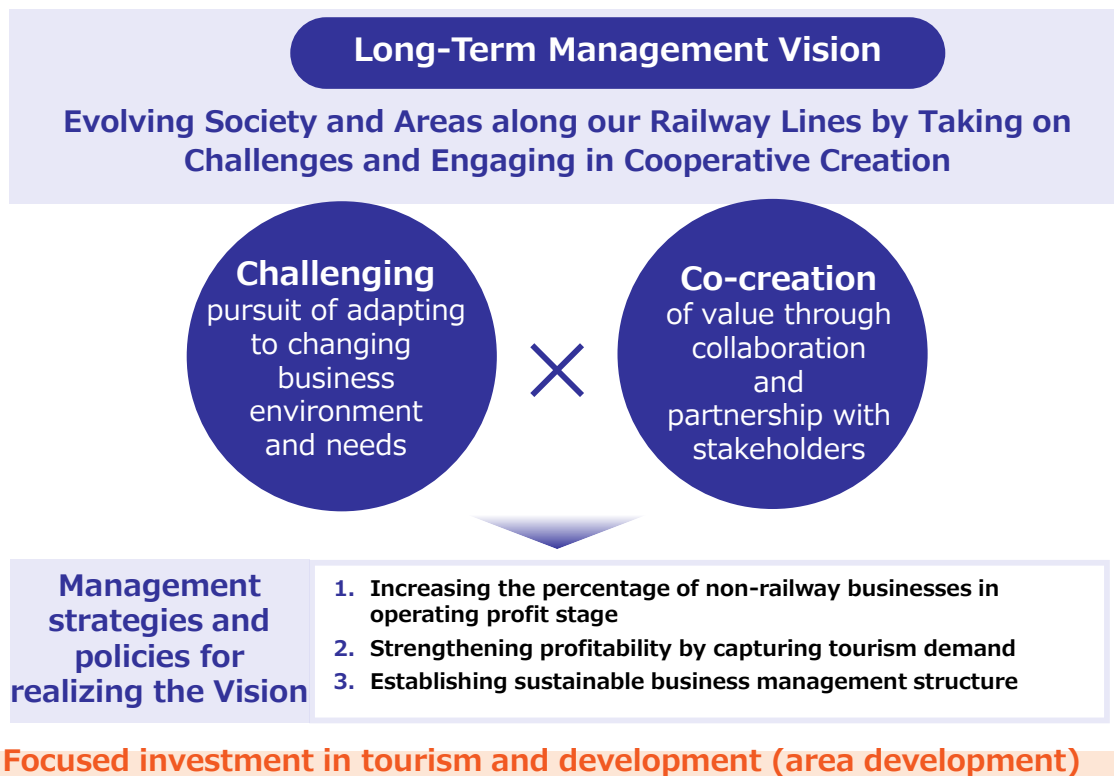 Long-Term Management Vision
Evolving Society and Areas along our Railway Lines by Taking on
Challenges and Engaging in Cooperative Creation
Challenging
pursuit of adapting
to changing
business
environment
and needs
×
Co-creation
of value through
collaboration
and
partnership with
stakeholders
Management
strategies and
policies for
realizing the Vision
1. Increasing the percentage of non-railway businesses in
operating profit stage
2. Strengthening profitability by capturing tourism demand
3. Establishing sustainable business management structure
Focused investment in tourism and development (area development)